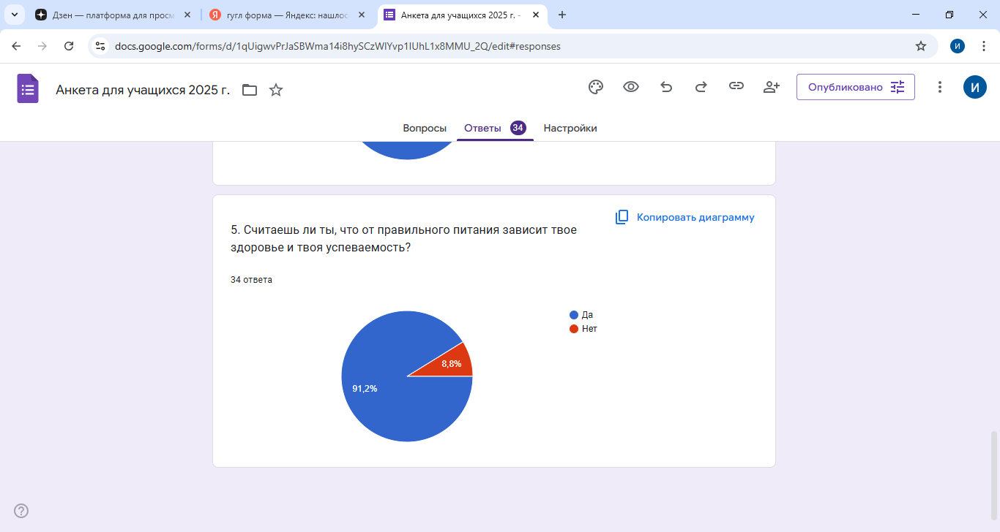 Дзен — платформа для просм
гугл форма — Яндекс: нашлос
Анкета для учащихся 2025 г. -
docs.google.com/forms/d/1qUigwvPrJaSBWma14i8hySCzWlYvp1lUhL1x8MMU_2Q/edit#responses
И
Анкета для учащихся 2025 г.
Опубликовано
И
Вопросы
Ответы 34
Настройки
Копировать диаграмму
5. Считаешь ли ты, что от правильного питания зависит твое
здоровье и твоя успеваемость?
34 ответа
Да
Нет
8,8%
91,2%